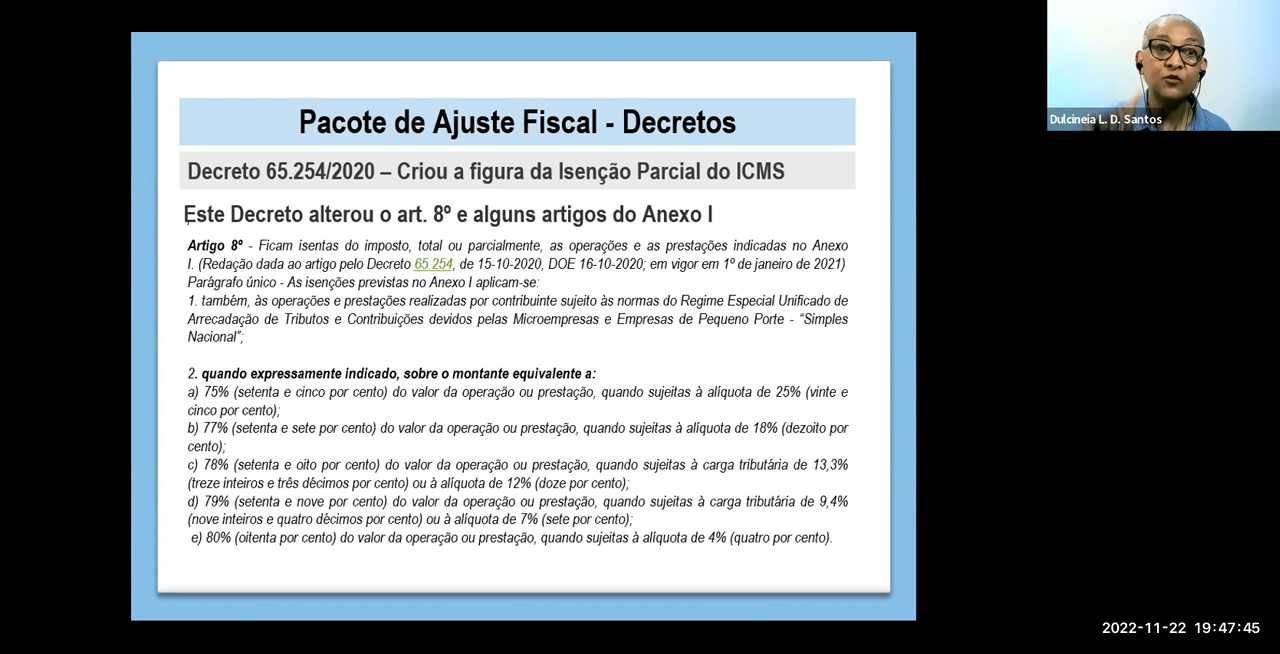 Pacote de Ajuste Fiscal - Decretos
Decreto 65.254/2020 – Criou a figura da Isenção Parcial do ICMS
Este Decreto alterou o art. 8º e alguns artigos do Anexo I
Artigo 8º - Ficam isentas do imposto, total ou parcialmente, as operações e as prestações indicadas no Anexo
I. (Redação dada ao artigo pelo Decreto 65.254, de 15-10-2020, DOE 16-10-2020; em vigor em 1º de janeiro de 2021)
Parágrafo único - As isenções previstas no Anexo I aplicam-se:
1. também, às operações e prestações realizadas por contribuinte sujeito às normas do Regime Especial Unificado de
Arrecadação de Tributos e Contribuições devidos pelas Microempresas e Empresas de Pequeno Porte - “Simples
Nacional”;
2. quando expressamente indicado, sobre o montante equivalente a:
a) 75% (setenta e cinco por cento) do valor da operação ou prestação, quando sujeitas à alíquota de 25% (vinte e
cinco por cento);
b) 77% (setenta e sete por cento) do valor da operação ou prestação, quando sujeitas à alíquota de 18% (dezoito por
cento);
c) 78% (setenta e oito por cento) do valor da operação ou prestação, quando sujeitas à carga tributária de 13,3%
(treze inteiros e três décimos por cento) ou à alíquota de 12% (doze por cento);
d) 79% (setenta e nove por cento) do valor da operação ou prestação, quando sujeitas à carga tributária de 9,4%
(nove inteiros e quatro décimos por cento) ou à alíquota de 7% (sete por cento);
e) 80% (oitenta por cento) do valor da operação ou prestação, quando sujeitas à alíquota de 4% (quatro por cento).
Dulcineia L. D. Santos
2022-11-22 19:47:45